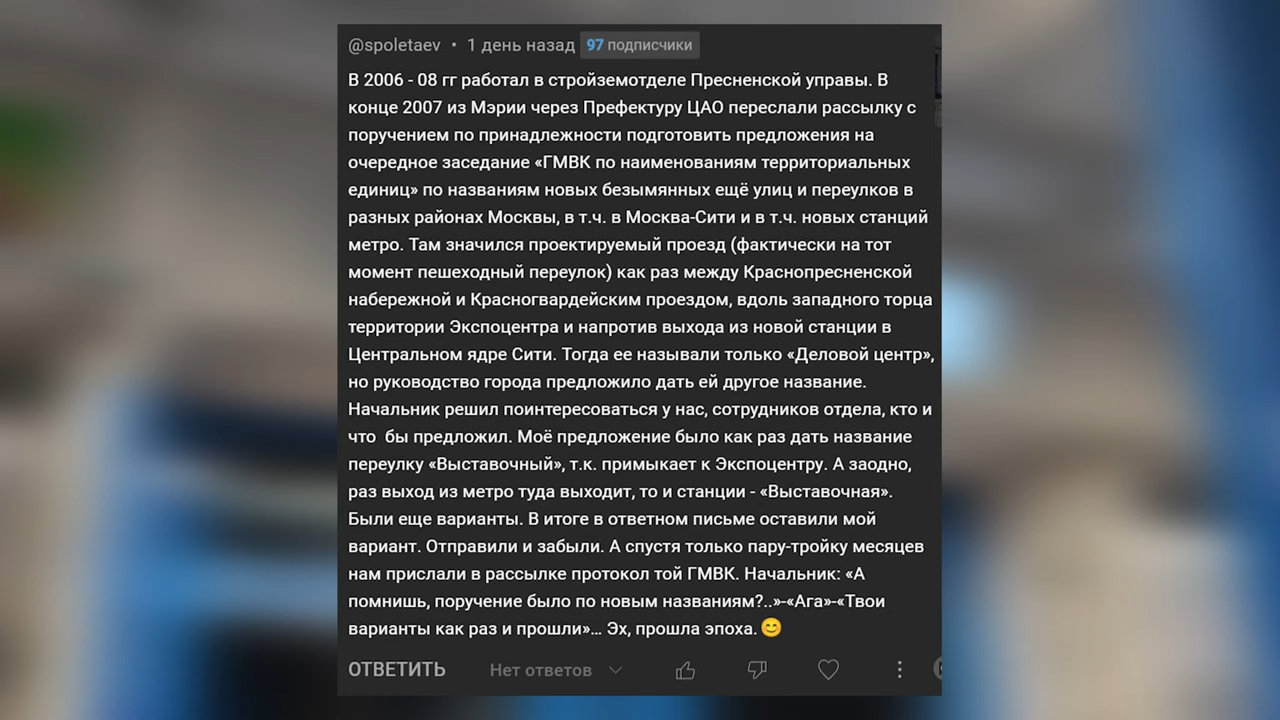 @spoletaev • 1 день назад 97 подписчики
В 2006 - 08 гг работал в стройземотделе Пресненской управы. В
конце 2007 из Мэрии через Префектуру ЦАО переслали рассылку с
поручением по принадлежности подготовить предложения на
очередное заседание «ГМВК по наименованиям территориальных
единиц» по названиям новых безымянных ещё улиц и переулков в
разных районах Москвы, в т.ч. в Москва-Сити и в т.ч. новых станций
метро. Там значился проектируемый проезд (фактически на тот
момент пешеходный переулок) как раз между Краснопресненской
набережной и Красногвардейским проездом, вдоль западного торца
территории Экспоцентра и напротив выхода из новой станции в
Центральном ядре Сити. Тогда ее называли только «Деловой центр»,
но руководство города предложило дать ей другое название.
Начальник решил поинтересоваться у нас, сотрудников отдела, кто и
что  бы предложил. Моё предложение было как раз дать название
переулку «Выставочный», т.к. примыкает к Экспоцентру. А заодно,
раз выход из метро туда выходит, то и станции - «Выставочная».
Были еще варианты. В итоге в ответном письме оставили мой
вариант. Отправили и забыли. А спустя только пару-тройку месяцев
нам прислали в рассылке протокол той ГМВК. Начальник: «А
помнишь, поручение было по новым названиям?..»-«Ага»-«Твои
варианты как раз и прошли»… Эх, прошла эпоха.😊
ОТВЕТИТЬ Нет ответов